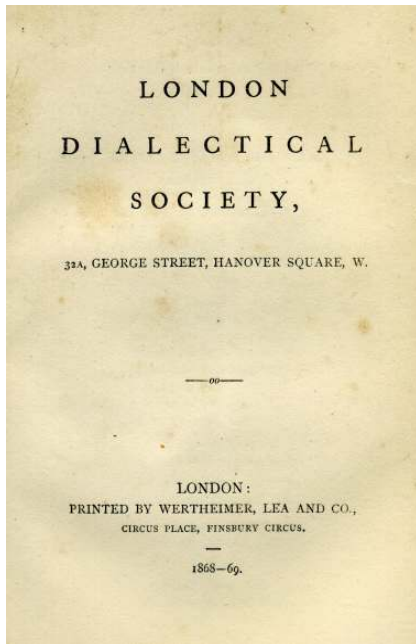 LONDON
DIALECTICAL
SOCIETY,
32A, GEORGE STREET, HANOVER SQUARE, W.
oo
LONDON:
PRINTED BY WERTHEIMER, LEA AND CO.,
CIRCUS PLACE, FINSBURY CIRCUS.
1868—69.